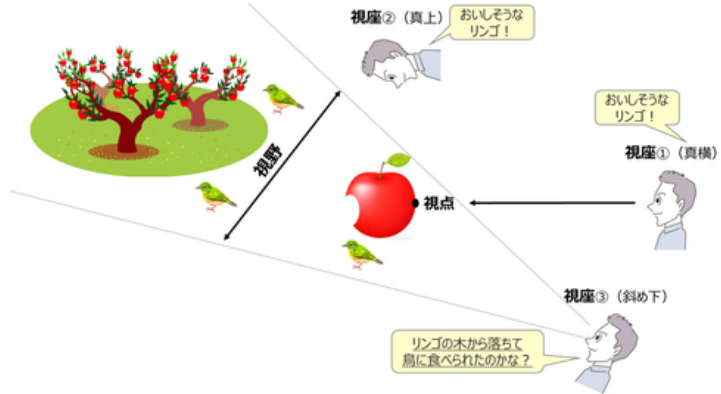 視座②（真上）
おいしそうな
リンゴ！
おいしそうな
リンゴ！
視座①（真横）
視野
視点
視座③（斜め下）
リンゴの木から落ちて
鳥に食べられたのかな？